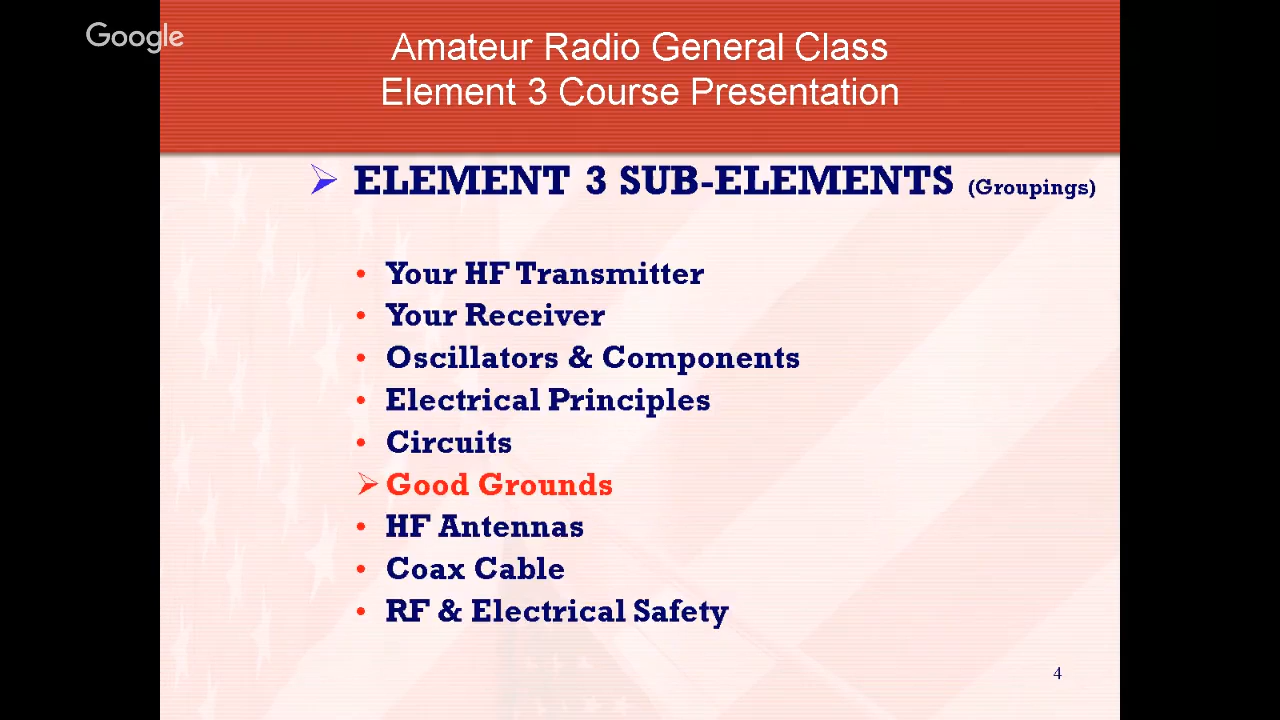 Google
Amateur Radio General Class
Element 3 Course Presentation
ELEMENT 3 SUB-ELEMENTS (Groupings)
Your HF Transmitter
Your Receiver
Oscillators & Components
Electrical Principles
Circuits
Good Grounds
HF Antennas
Coax Cable
RF & Electrical Safety
4